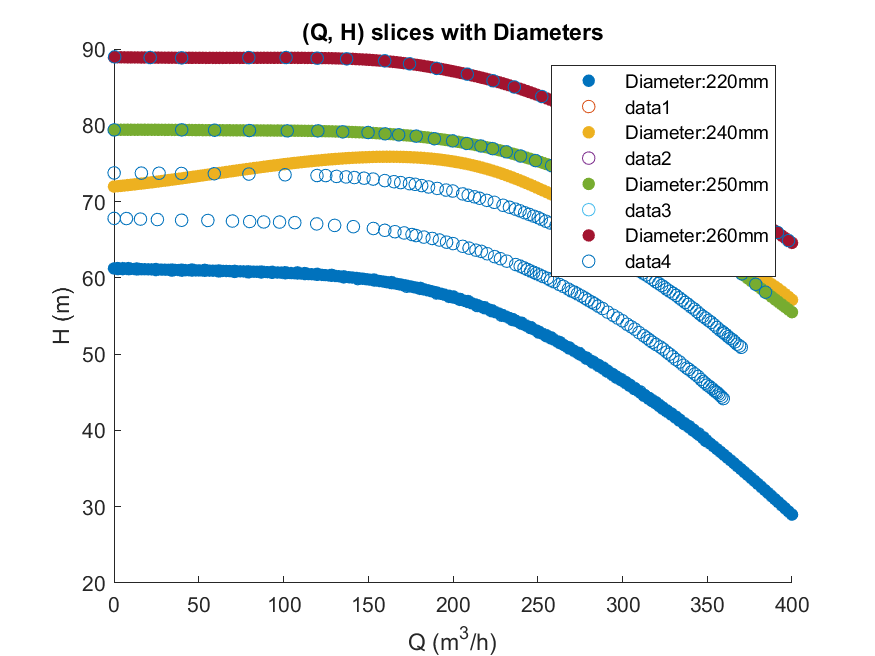 (Q, H) slices with Diameters
90
80
70
60
50
40
30
20
H (m)
Diameter:220mm
data1
Diameter:240mm
data2
Diameter:250mm
data3
Diameter:260mm
data4
0 50 100 150 200 250 300 350 400
Q (m³/h)